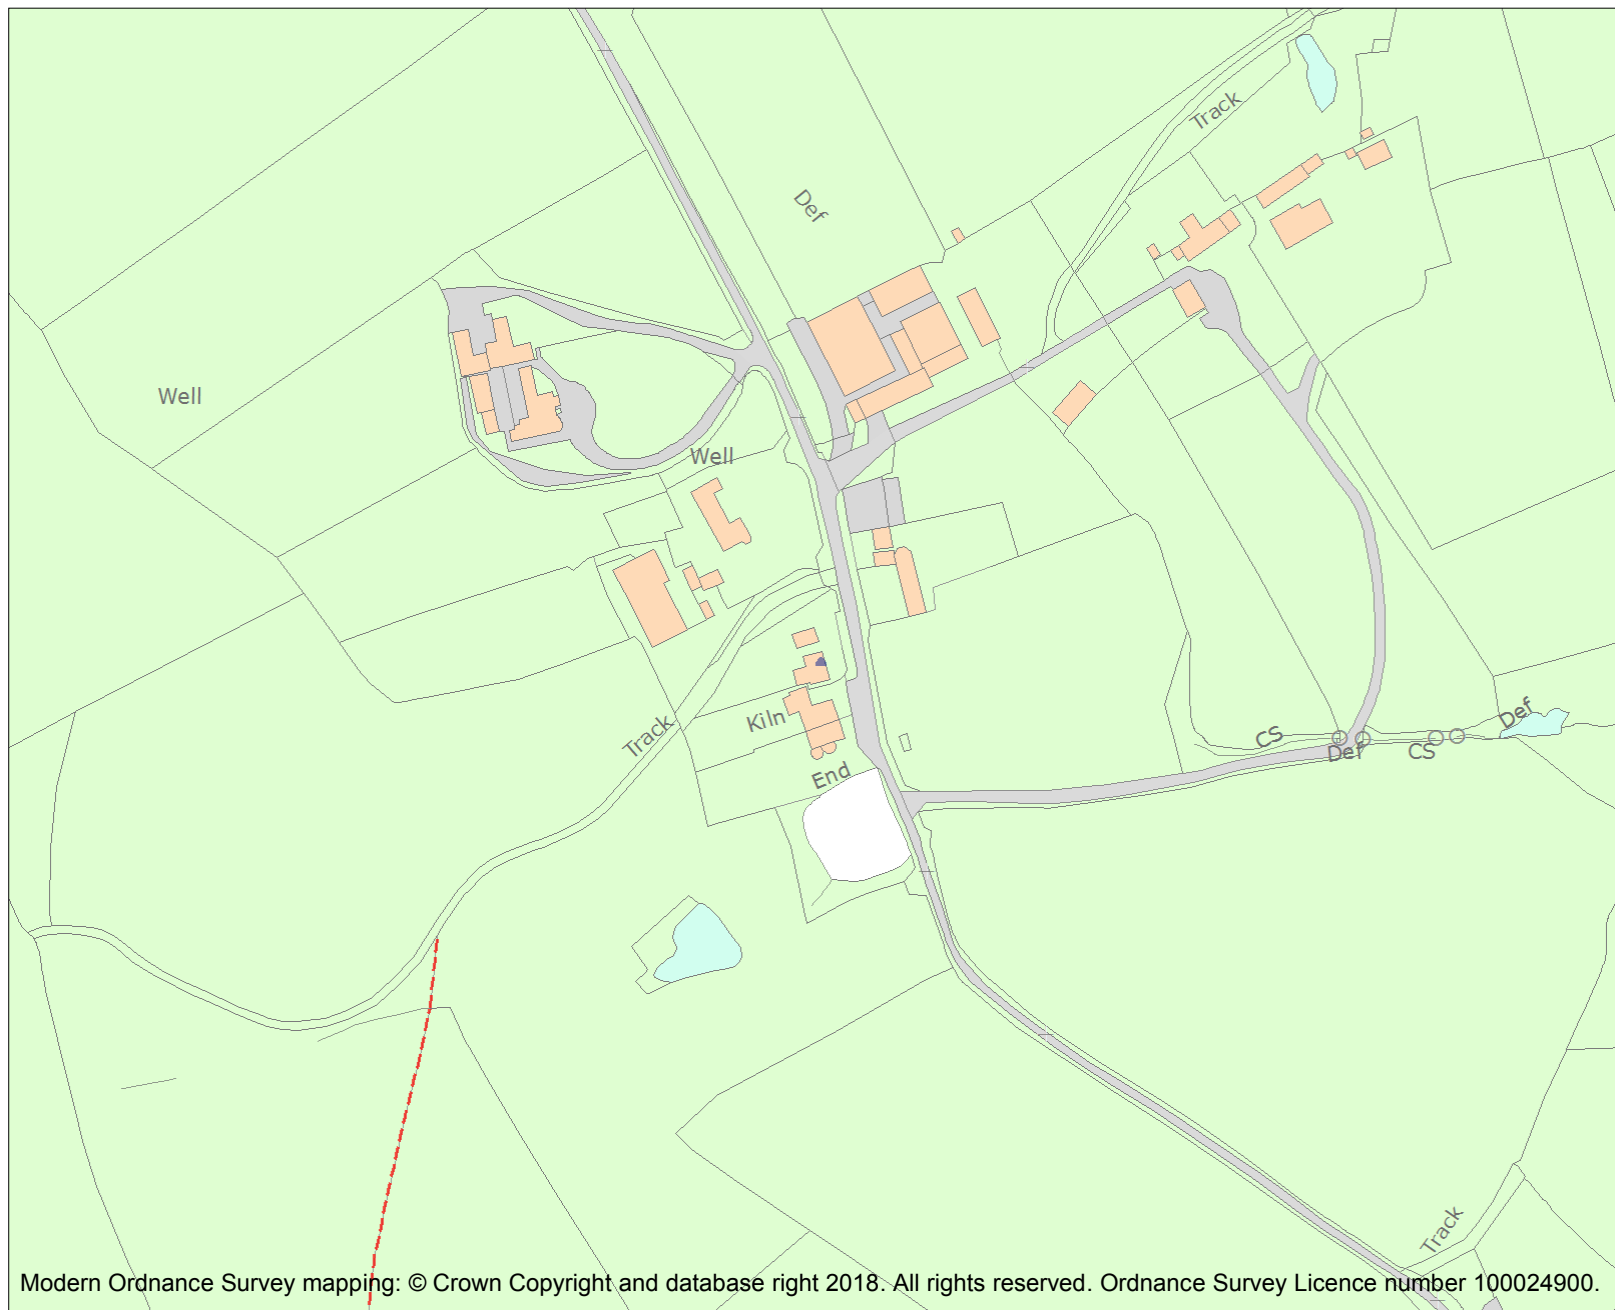 Track
Def
Well
Well
Track
Kiln
End
CS
Def
CS
Def
Track
Modern Ordnance Survey mapping: © Crown Copyright and database right 2018. All rights reserved. Ordnance Survey Licence number 100024900.